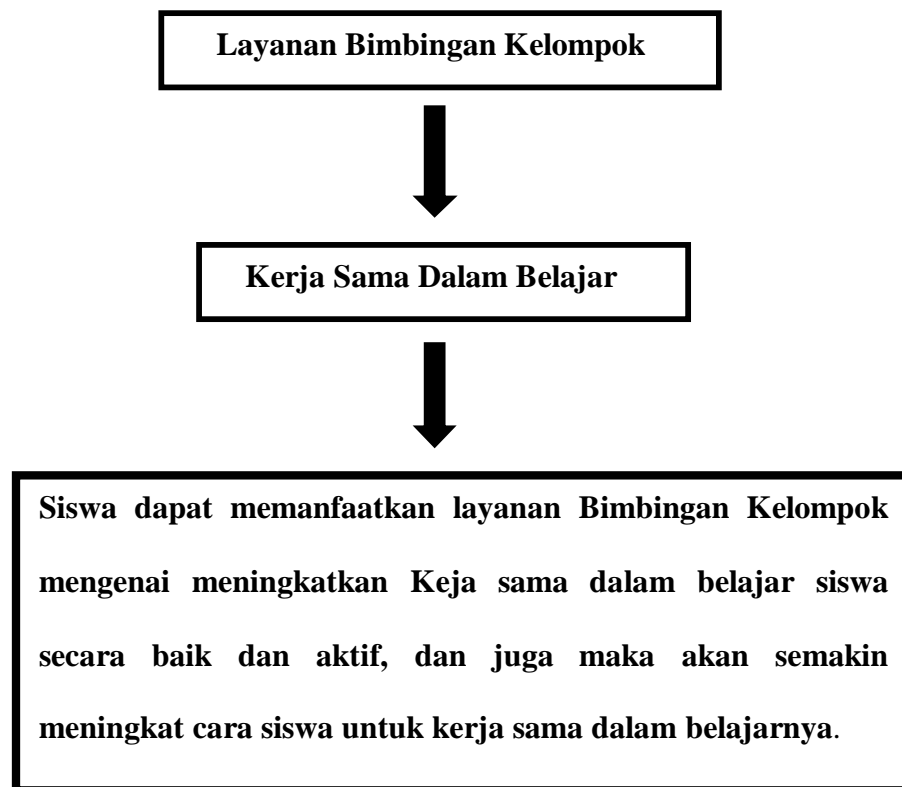 Layanan Bimbingan Kelompok
Kerja Sama Dalam Belajar
Siswa dapat memanfaatkan layanan Bimbingan Kelompok
mengenai meningkatkan Keja sama dalam belajar siswa
secara baik dan aktif, dan juga maka akan semakin
meningkat cara siswa untuk kerja sama dalam belajarnya.